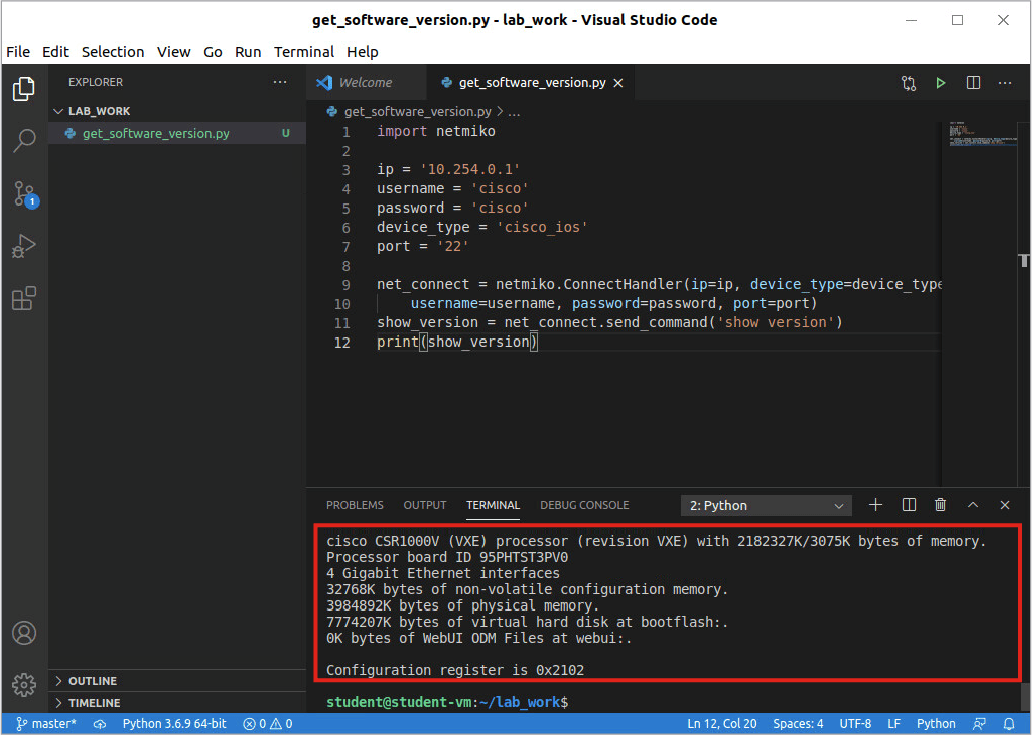 get_software_version.py - lab_work - Visual Studio Code
File Edit Selection View Go Run Terminal Help
EXPLORER
LAB_WORK
get_software_version.py U
1
Welcome
get_software_version.py
get_software_version.py > ...
1 import netmiko
2
3 ip = '10.254.0.1'
4 username = 'cisco'
5 password = 'cisco'
6 device_type = 'cisco_ios'
7 port = '22'
8
9 net_connect = netmiko.ConnectHandler(ip=ip, device_type=device_type
10 username=username, password=password, port=port)
11 show_version = net_connect.send_command('show version')
12 print(show_version)
PROBLEMS OUTPUT TERMINAL DEBUG CONSOLE 2: Python
cisco CSR1000V (VXE) processor (revision VXE) with 2182327K/3075K bytes of memory.
Processor board ID 95PHTST3PV0
4 Gigabit Ethernet interfaces
32768K bytes of non-volatile configuration memory.
3984892K bytes of physical memory.
7774207K bytes of virtual hard disk at bootflash:.
0K bytes of WebUI ODM Files at webui:.
Configuration register is 0x2102
student@student-vm:~/lab_work$
OUTLINE
TIMELINE
master* Python 3.6.9 64-bit 0 0 Ln 12, Col 20 Spaces: 4 UTF-8 LF Python